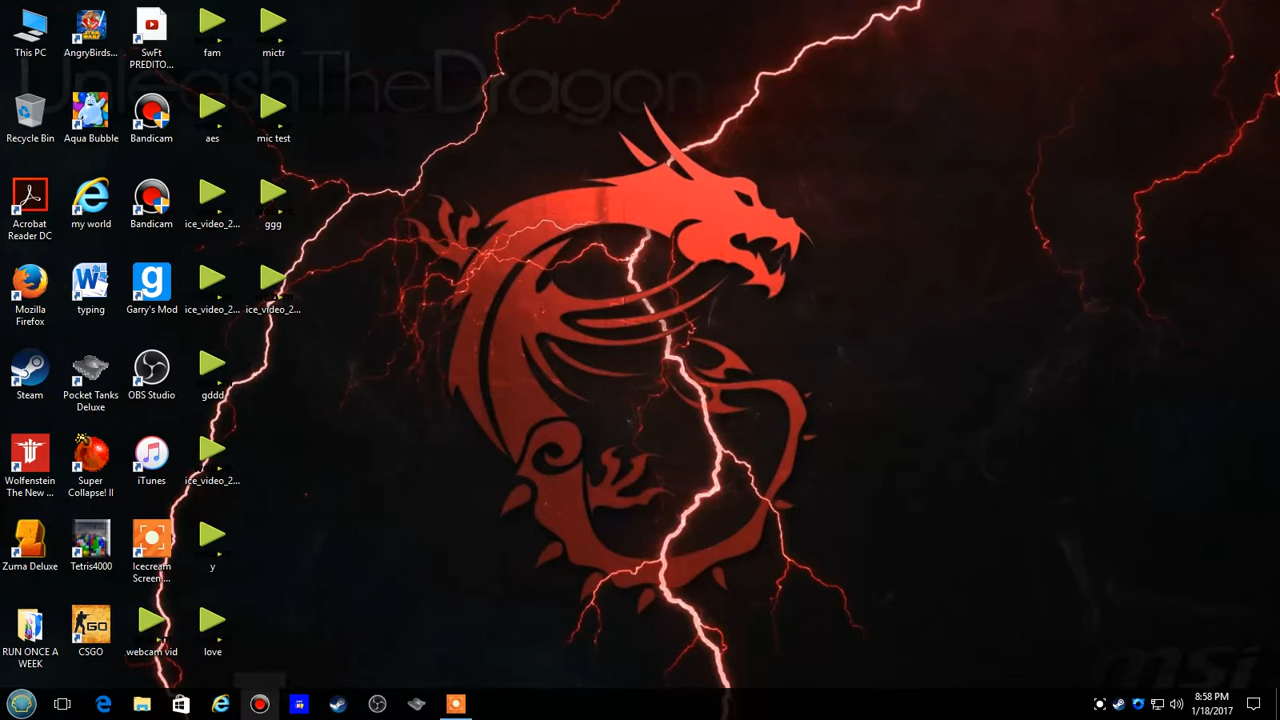 UnleashTheDragon
This PC
AngryBirds...
SwFt
PREDITO...
fam
mictr
Recycle Bin
Aqua Bubble
Bandicam
aes
mic test
Acrobat
Reader DC
my world
Bandicam
ice_video_2...
ggg
Mozilla
Firefox
typing
Garry's Mod
ice_video_2...
ice_video_2...
Steam
Pocket Tanks
Deluxe
OBS Studio
gddd
Wolfenstein
The New ...
Super
Collapse! II
iTunes
ice_video_2...
Zuma Deluxe
Tetris4000
Icecream
Screen ...
y
RUN ONCE A
WEEK
CSGO
webcam vid
love
msi
8:58 PM
1/18/2017